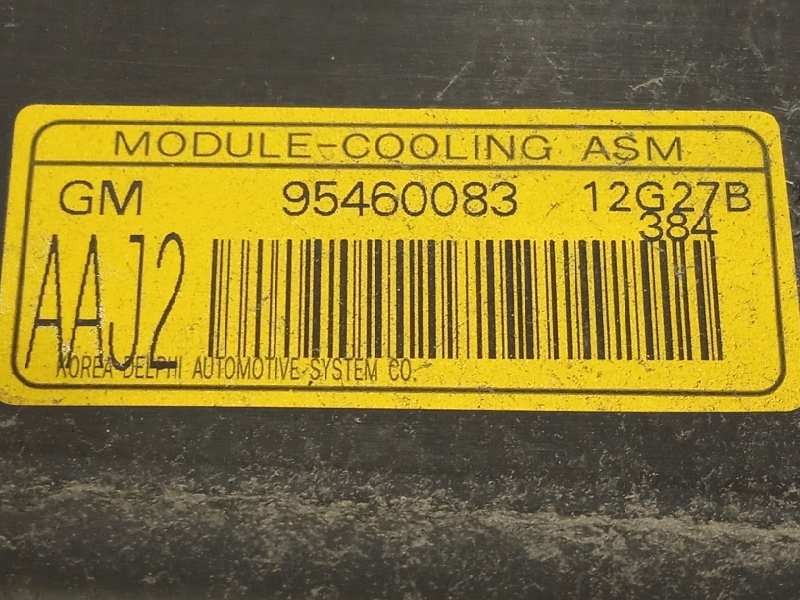 MODULE-COOLING ASM
GM 95460083 12G27B
384
AAJ2
KOREA DELPHI AUTOMOTIVE SYSTEM CO.